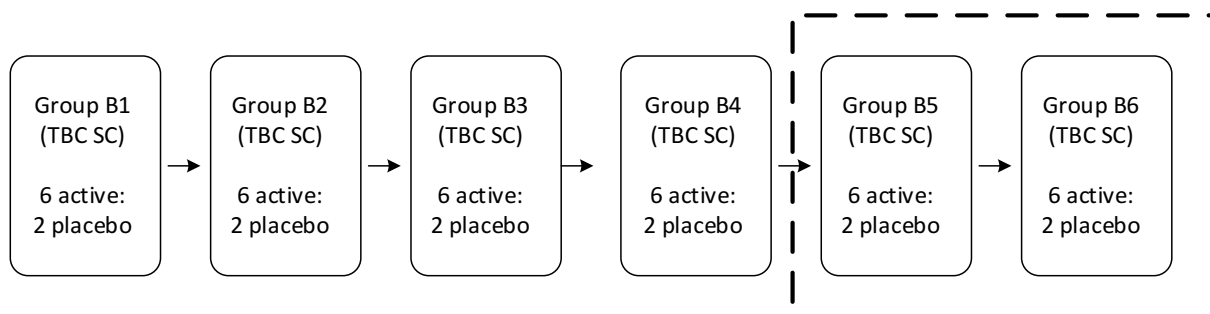 Group B1
(TBC SC)
6 active:
2 placebo
Group B2
(TBC SC)
6 active:
2 placebo
Group B3
(TBC SC)
6 active:
2 placebo
Group B4
(TBC SC)
6 active:
2 placebo
Group B5
(TBC SC)
6 active:
2 placebo
Group B6
(TBC SC)
6 active:
2 placebo